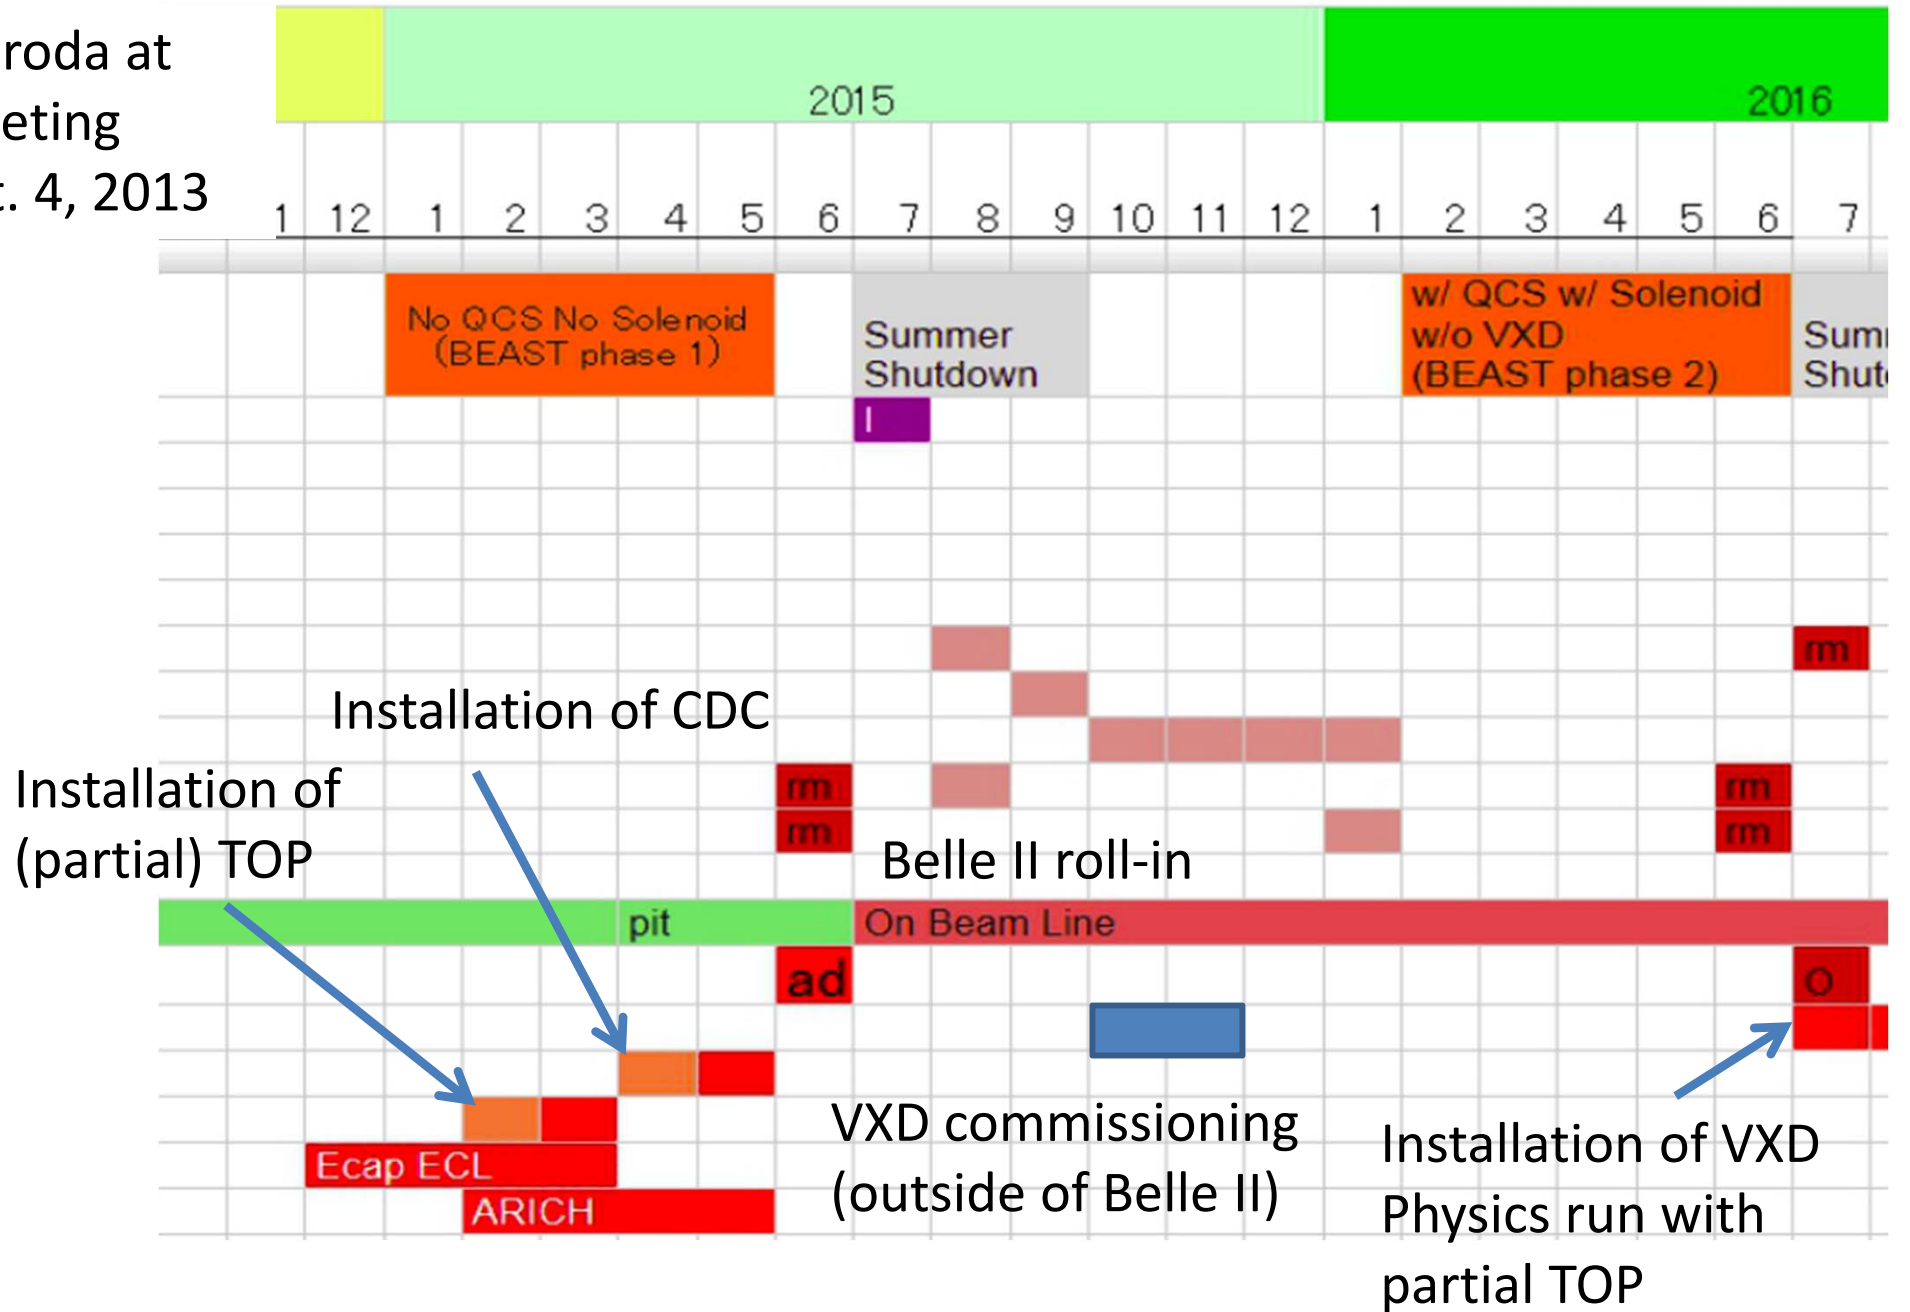 roda at
eting
t. 4, 2013
2015
2016
1 12 1 2 3 4 5 6 7 8 9 10 11 12 1 2 3 4 5 6 7
No QCS No Solenoid
(BEAST phase 1)
Summer
Shutdown
w/ QCS w/ Solenoid
w/o VXD
(BEAST phase 2)
Sum
Shut
I
rm
Installation of CDC
Installation of
(partial) TOP
rm
rm
rm
rm
Belle II roll-in
pit
On Beam Line
ad
O
VXD commissioning
(outside of Belle II)
Installation of VXD
Physics run with
partial TOP
Ecap ECL
ARICH